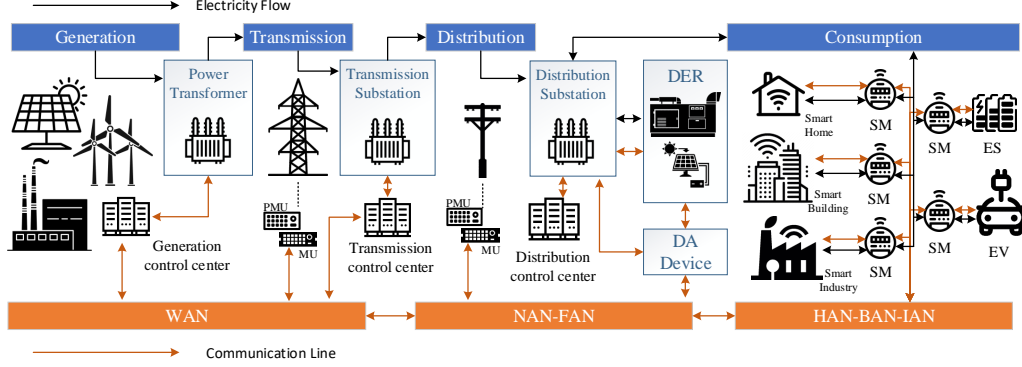 Electricity Flow
Generation
Transmission
Distribution
Consumption
Power
Transformer
Transmission
Substation
Distribution
Substation
DER
Smart
Home
SM
SM
ES
Smart
Building
SM
PMU
MU
PMU
MU
Generation
control center
Transmission
control center
Distribution
control center
DA
Device
Smart
Industry
SM
SM
EV
WAN
NAN-FAN
HAN-BAN-IAN
Communication Line